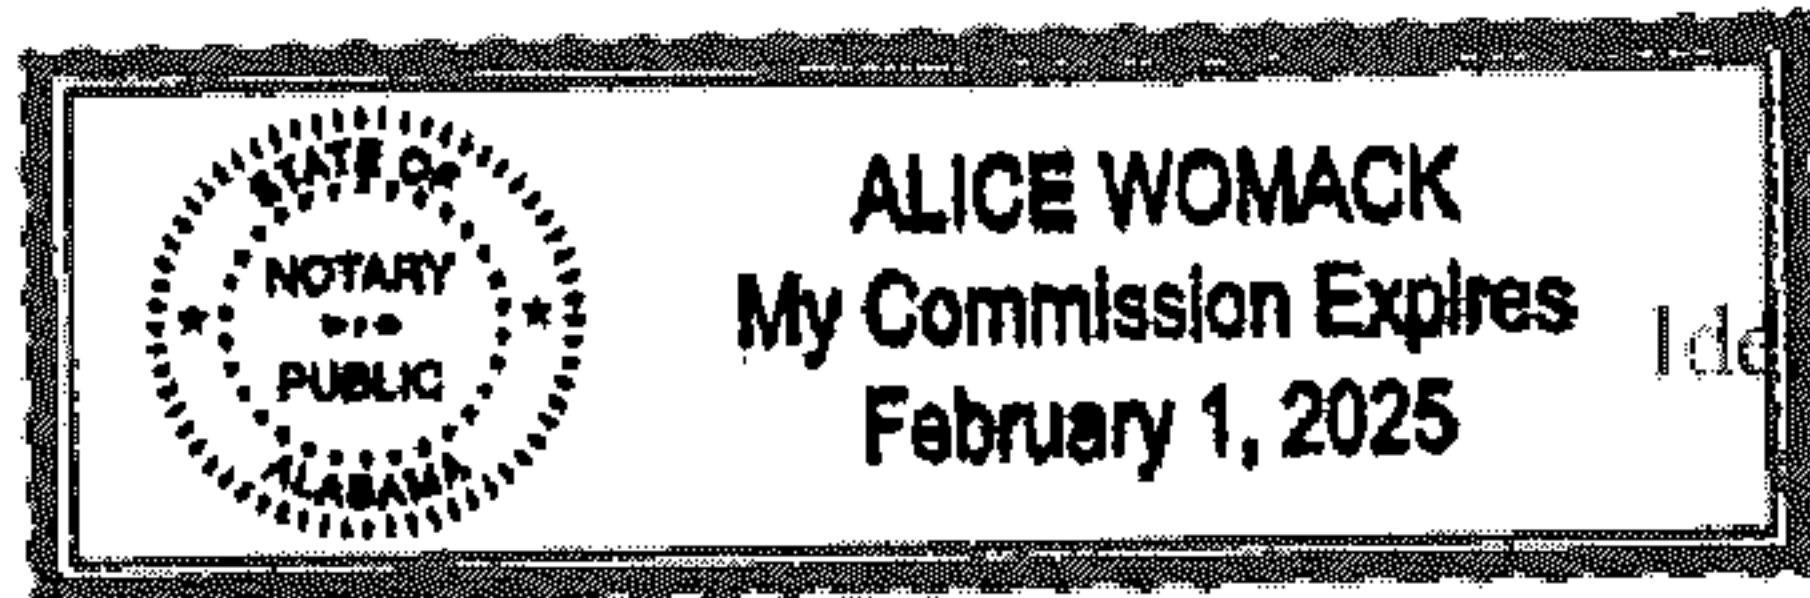 STATE OF
NOTARY
PUBLIC
ALABAMA
ALICE WOMACK
My Commission Expires
February 1, 2025